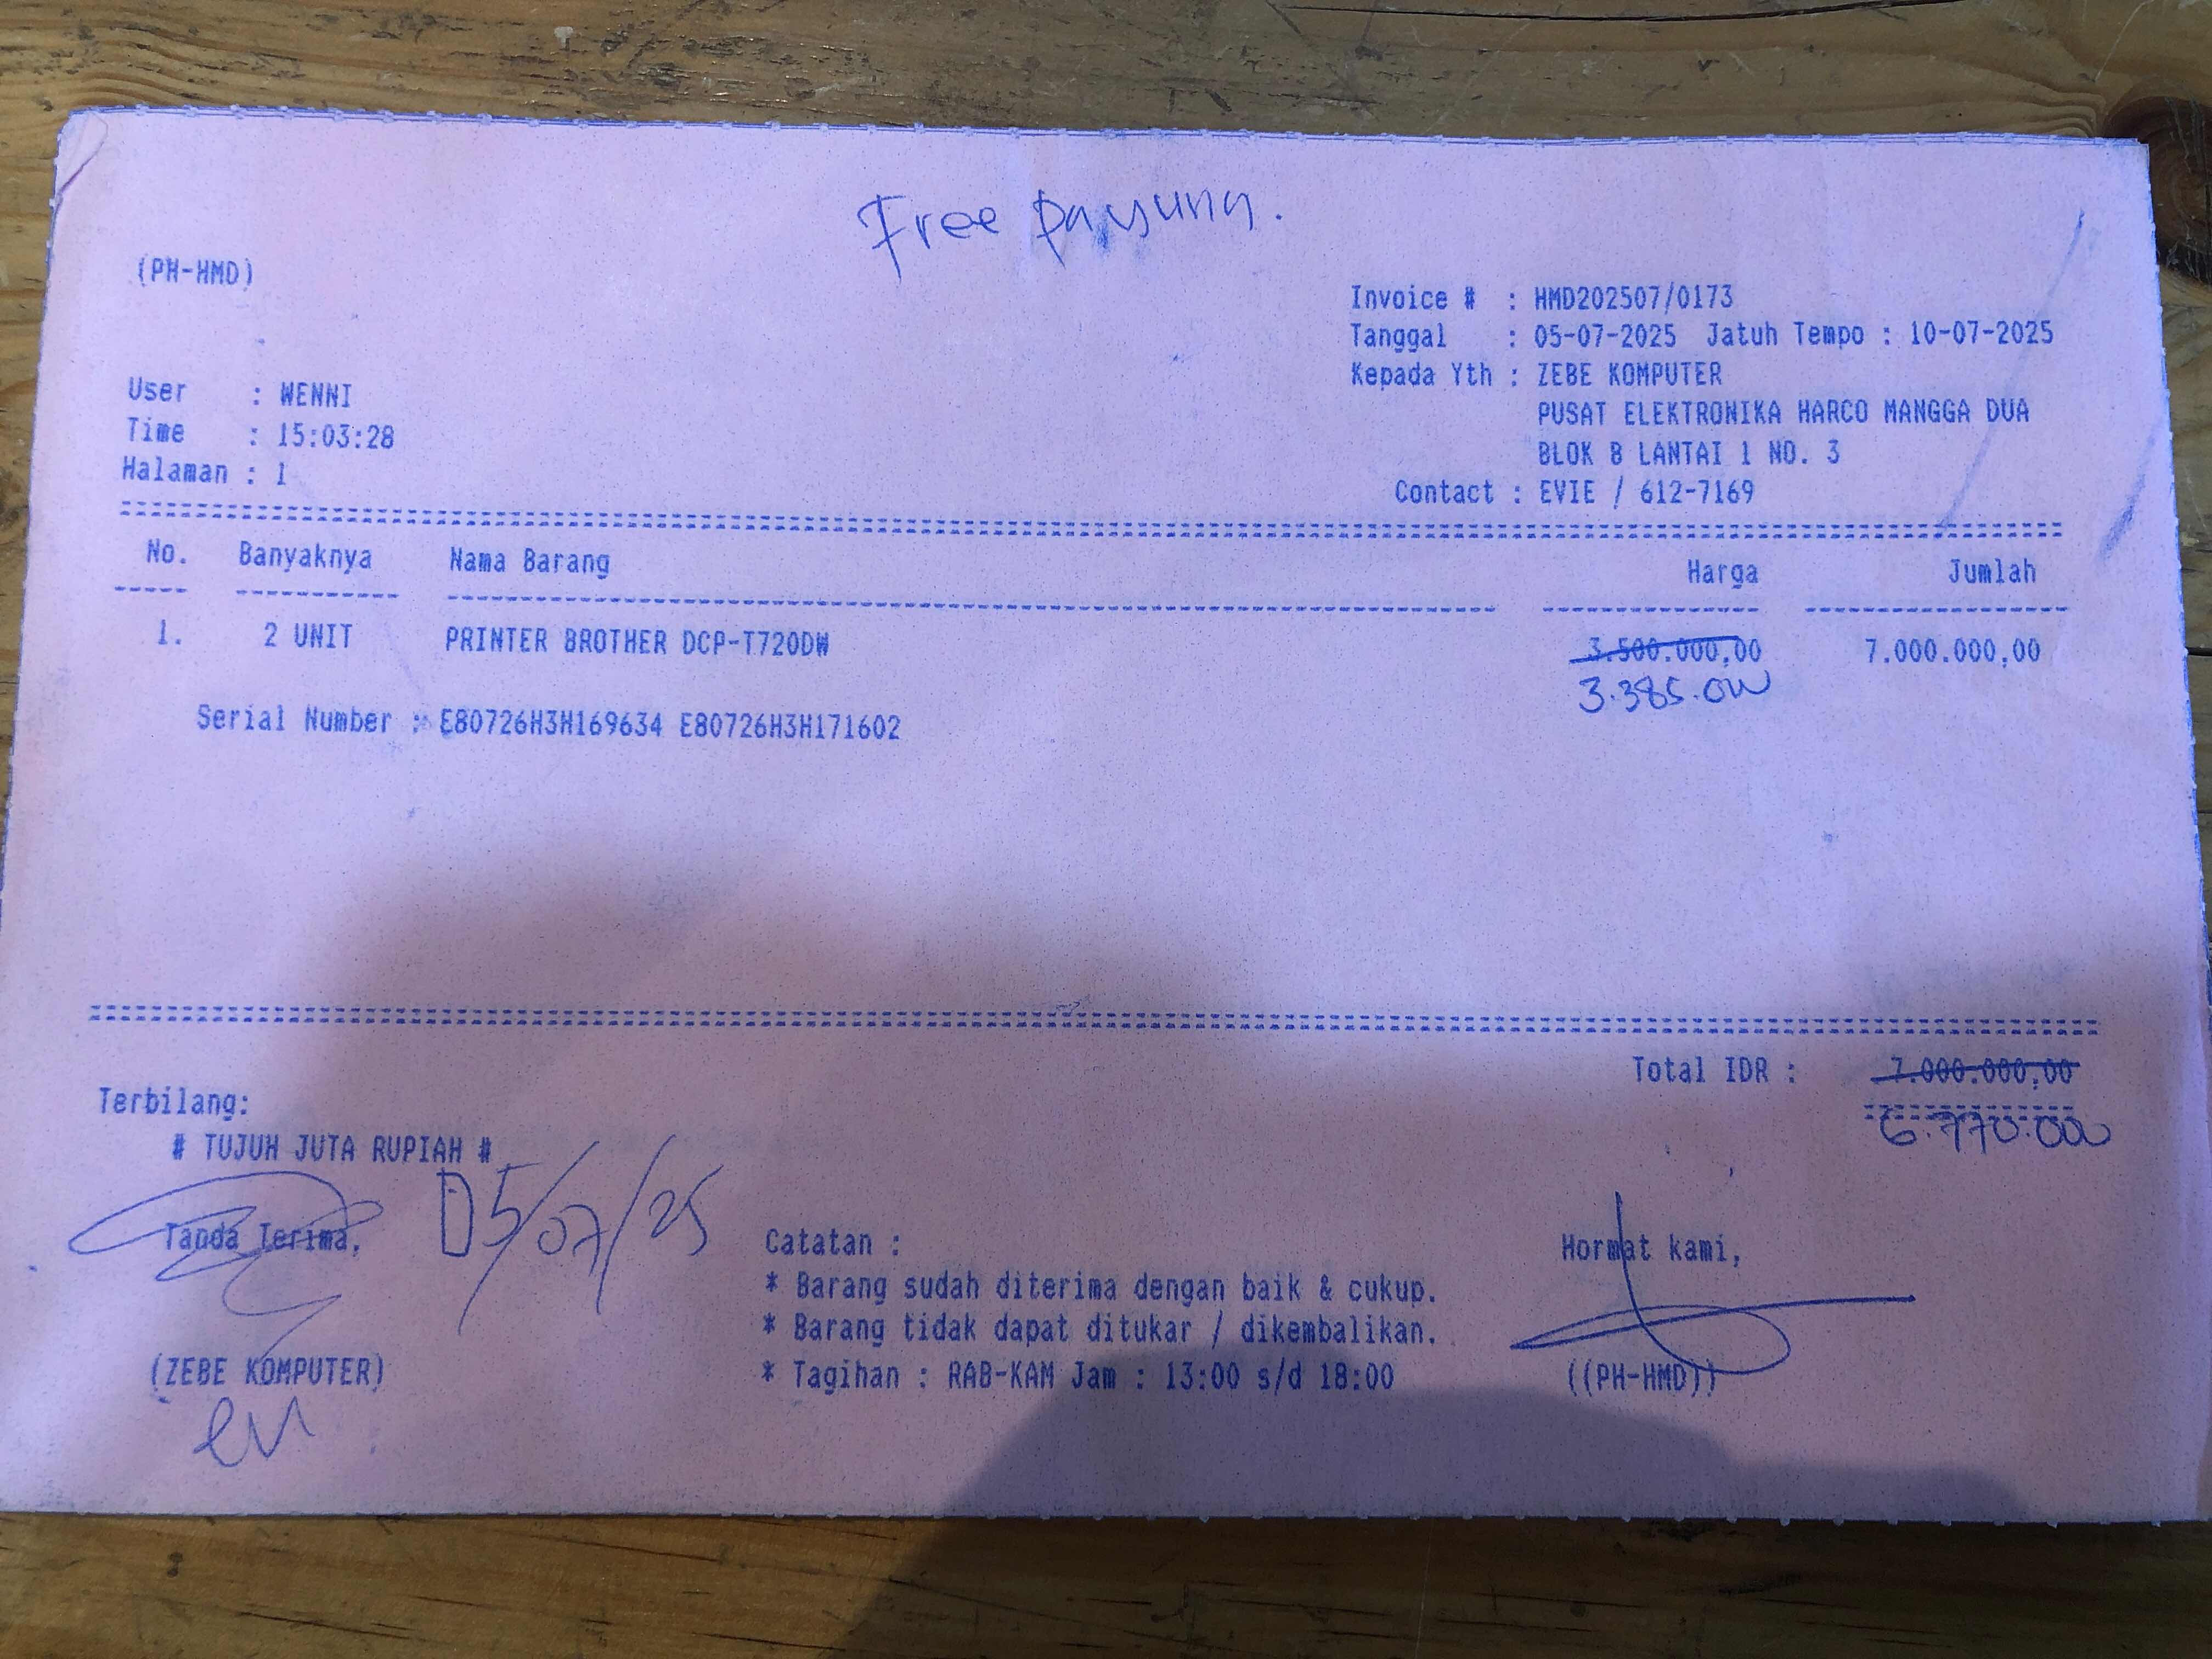 Free payung.
(PH-HMD)
Invoice # : HMD202507/0173
Tanggal : 05-07-2025 Jatuh Tempo : 10-07-2025
Kepada Yth : ZEBE KOMPUTER
PUSAT ELEKTRONIKA HARCO MANGGA DUA
BLOK B LANTAI 1 NO. 3
Contact : EVIE / 612-7169
User : WENNI
Time : 15:03:28
Halaman : 1
No. Banyaknya Nama Barang Harga Jumlah
1. 2 UNIT PRINTER BROTHER DCP-T720DW 3.500.000,00 7.000.000,00
3.385.000
Serial Number : E80726H3H169634 E80726H3H171602
Total IDR : 7.000.000,00
6.770.000
Terbilang:
# TUJUH JUTA RUPIAH #
Tanda Terima, 05/07/25
(ZEBE KOMPUTER)
Catatan :
* Barang sudah diterima dengan baik & cukup.
* Barang tidak dapat ditukar / dikembalikan.
* Tagihan : RAB-KAM Jam : 13:00 s/d 18:00
Hormat kami,
((PH-HMD))